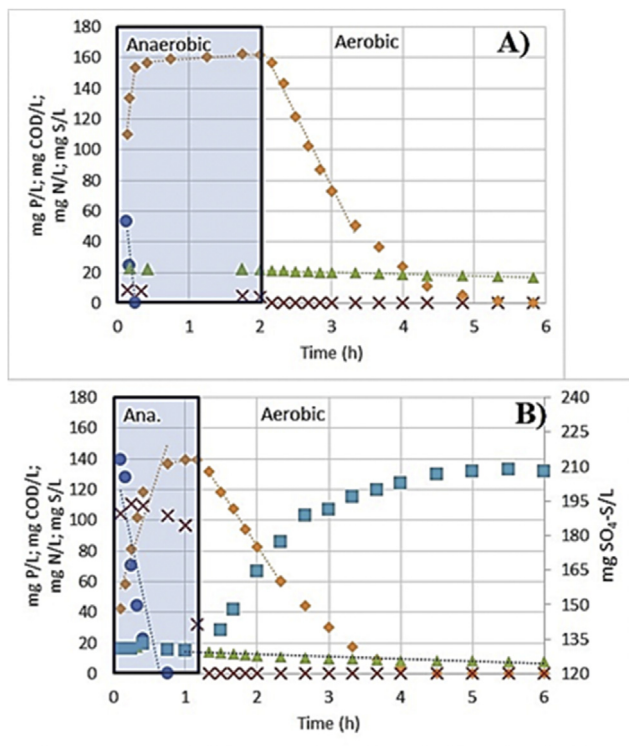 A)
Anaerobic
Aerobic
180
160
140
120
100
80
60
40
20
0
mg P/L; mg COD/L;
mg N/L; mg S/L
0 1 2 3 4 5 6
Time (h)
B)
Ana.
Aerobic
180
160
140
120
100
80
60
40
20
0
mg P/L; mg COD/L;
mg N/L; mg S/L
240
225
210
195
180
165
150
135
120
mg SO₄-S/L
0 1 2 3 4 5 6
Time (h)